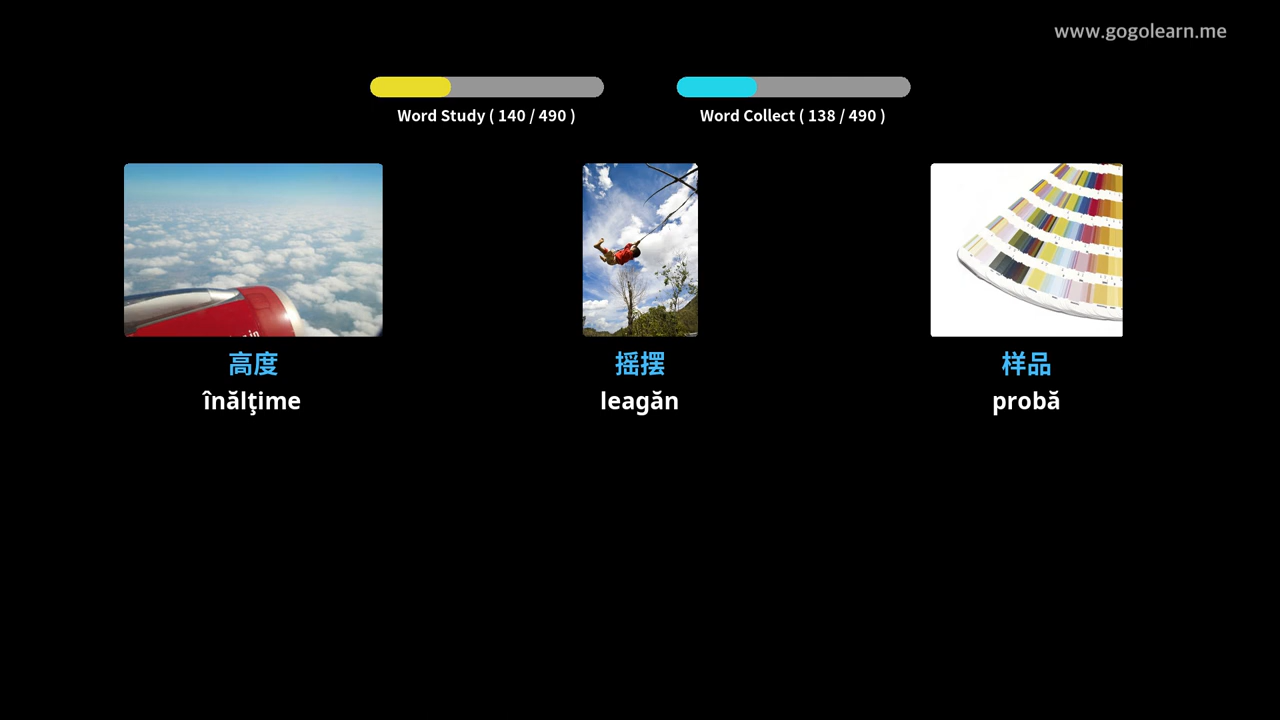 www.gogolearn.me
Word Study ( 140 / 490 )
Word Collect ( 138 / 490 )
高度
înălţime
摇摆
leagăn
样品
probă